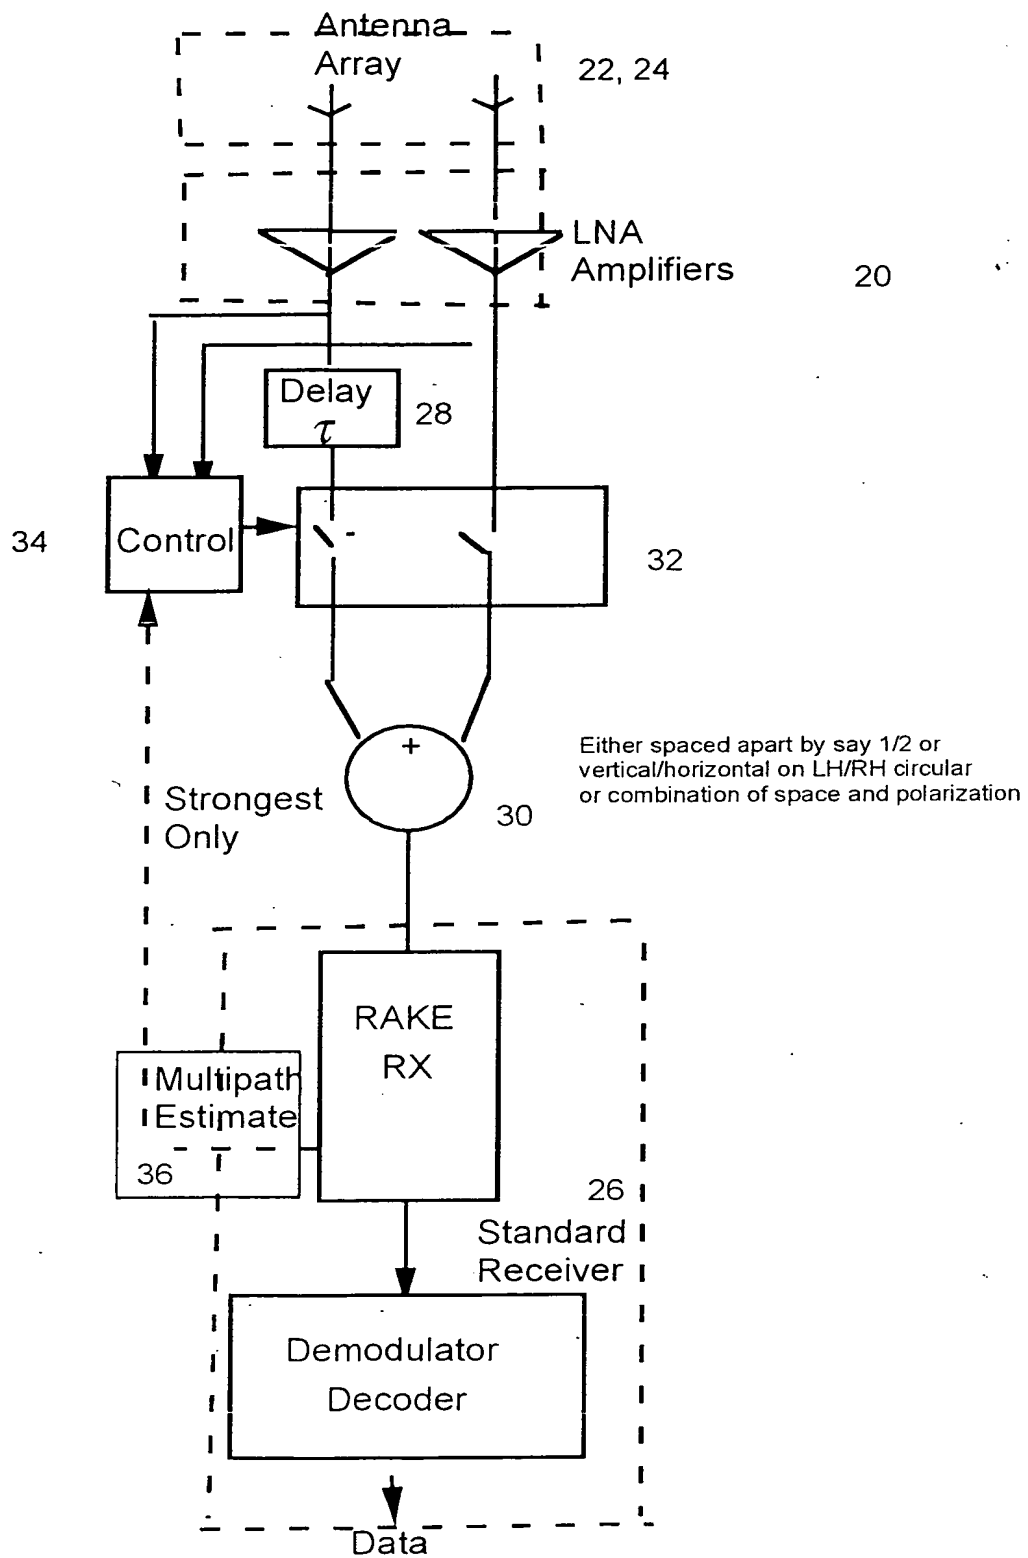 Antenna
Array
22, 24
LNA
Amplifiers
20
Delay
τ
28
34
Control
32
+
30
Either spaced apart by say 1/2 or
vertical/horizontal on LH/RH circular
or combination of space and polarization
Strongest
Only
RAKE
RX
Multipath
Estimate
36
26
Standard
Receiver
Demodulator
Decoder
Data